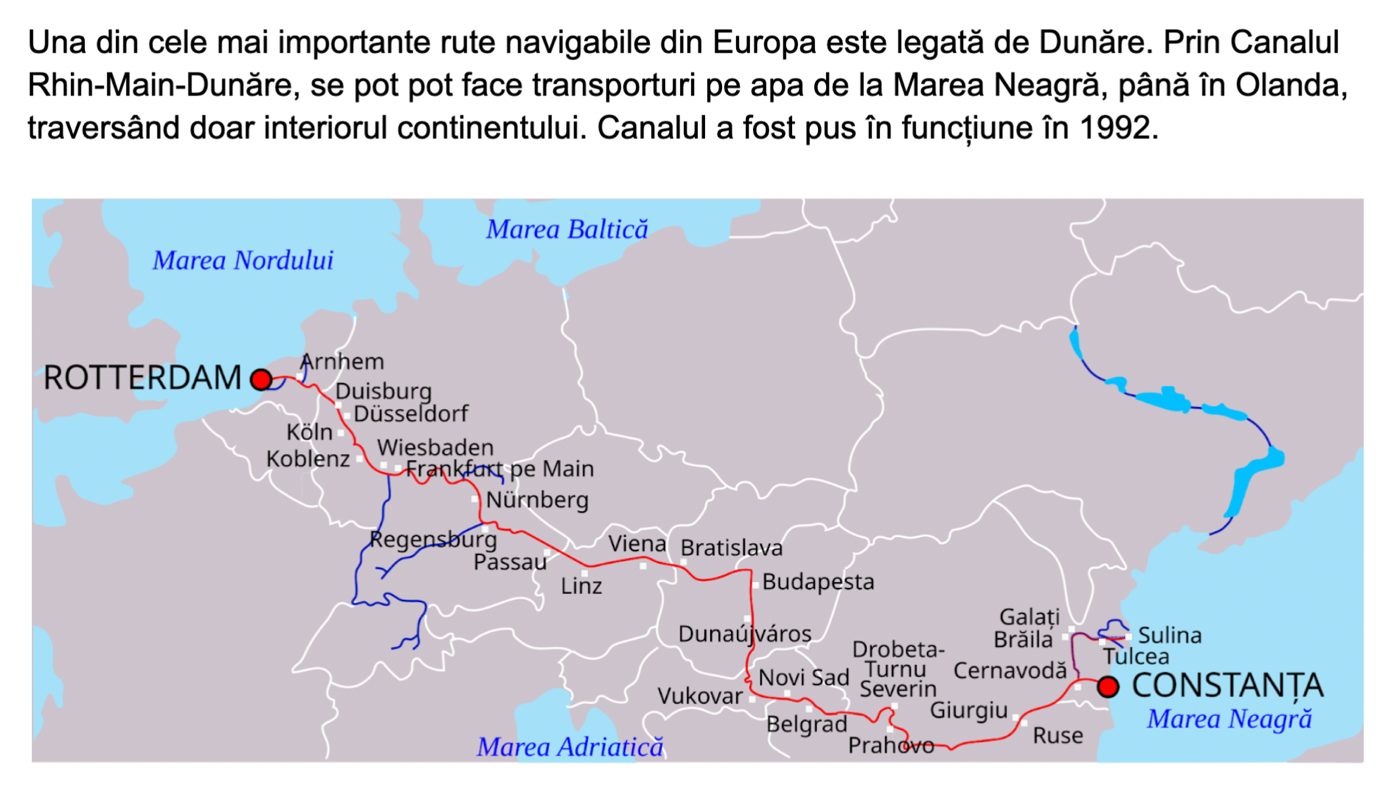 Una din cele mai importante rute navigabile din Europa este legată de Dunăre. Prin Canalul
Rhin-Main-Dunăre, se pot pot face transporturi pe apa de la Marea Neagră, până în Olanda,
traversând doar interiorul continentului. Canalul a fost pus în funcțiune în 1992.
Marea Baltică
Marea Nordului
Arnhem
ROTTERDAM
Duisburg
Düsseldorf
Köln
Wiesbaden
Koblenz
Frankfurt pe Main
Nürnberg
Regensburg
Viena
Bratislava
Passau
Linz
Budapesta
Galați
Dunaújváros
Brăila
Sulina
Drobeta-
Turnu
Severin
Tulcea
Cernavodă
Novi Sad
CONSTANȚA
Vukovar
Giurgiu
Marea Neagră
Belgrad
Ruse
Prahovo
Marea Adriatică